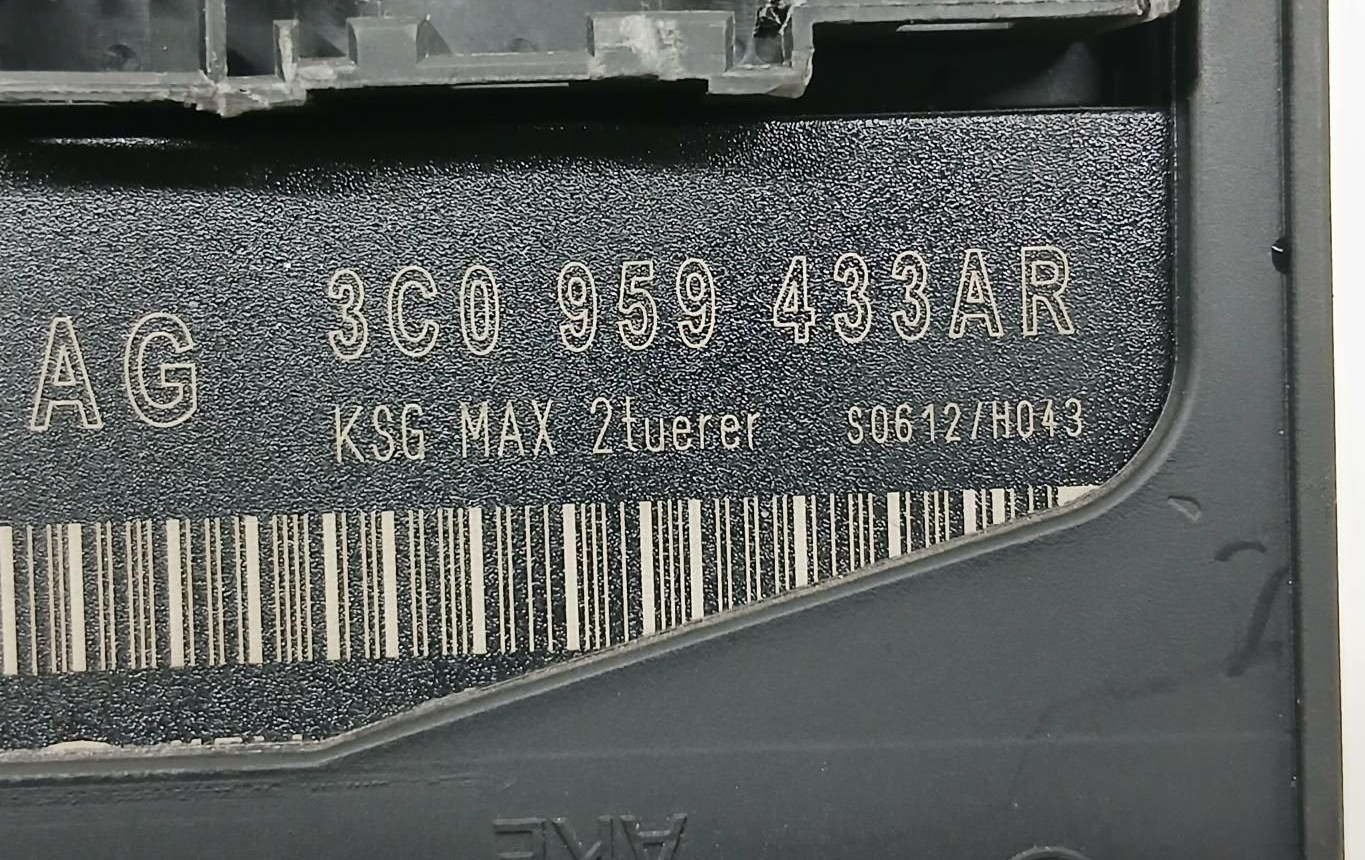 AG 3C0 959 433AR
KSG MAX 2tuerer S0612/H043